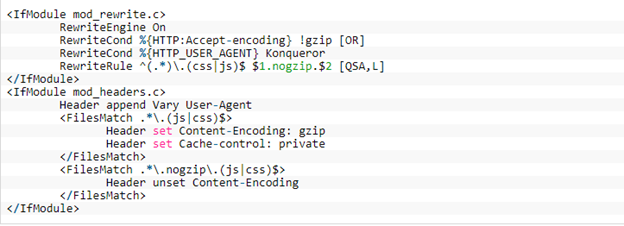 <IfModule mod_rewrite.c>
RewriteEngine On
RewriteCond %{HTTP:Accept-encoding} !gzip [OR]
RewriteCond %{HTTP_USER_AGENT} Konqueror
RewriteRule ^(.*)\.(css|js)$ $1.nogzip.$2 [QSA,L]
</IfModule>
<IfModule mod_headers.c>
Header append Vary User-Agent
<FilesMatch .*\.(js|css)$>
Header set Content-Encoding: gzip
Header set Cache-control: private
</FilesMatch>
<FilesMatch .*\.nogzip\.(js|css)$>
Header unset Content-Encoding
</FilesMatch>
</IfModule>